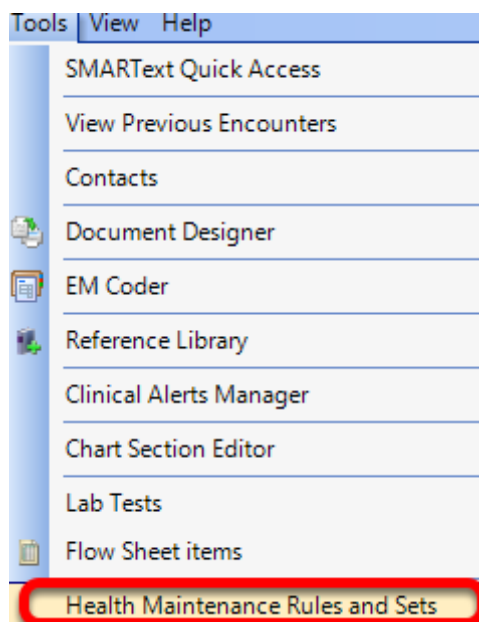 Tools View Help
SMARText Quick Access
View Previous Encounters
Contacts
Document Designer
EM Coder
Reference Library
Clinical Alerts Manager
Chart Section Editor
Lab Tests
Flow Sheet items
Health Maintenance Rules and Sets